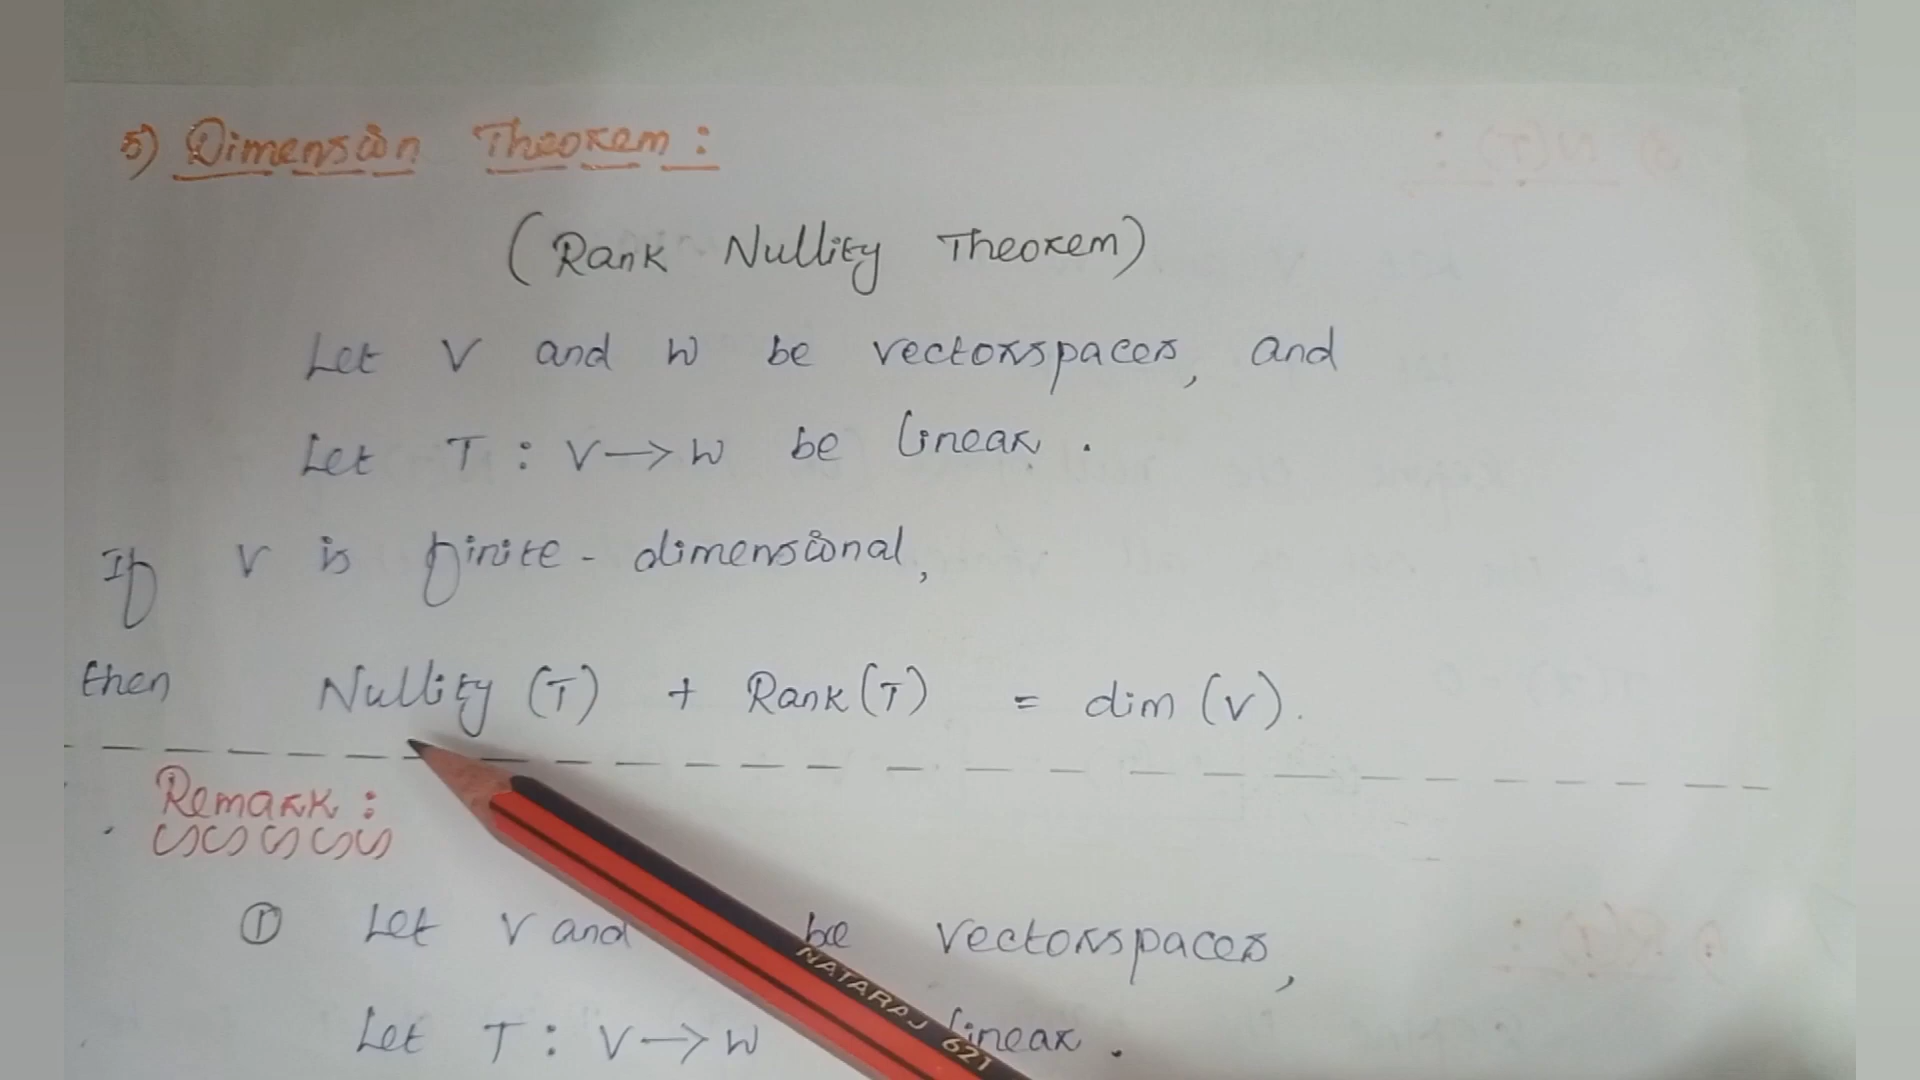 5) Dimension Theorem :
(Rank Nullity Theorem)
Let V and W be vectorspaces, and
Let T : V → W be linear .
If V is finite - dimensional,
then Nullity (T) + Rank (T) = dim (V).
Remark :
① Let V and be vectorspaces,
Let T : V → W linear .
NATARAJ 621